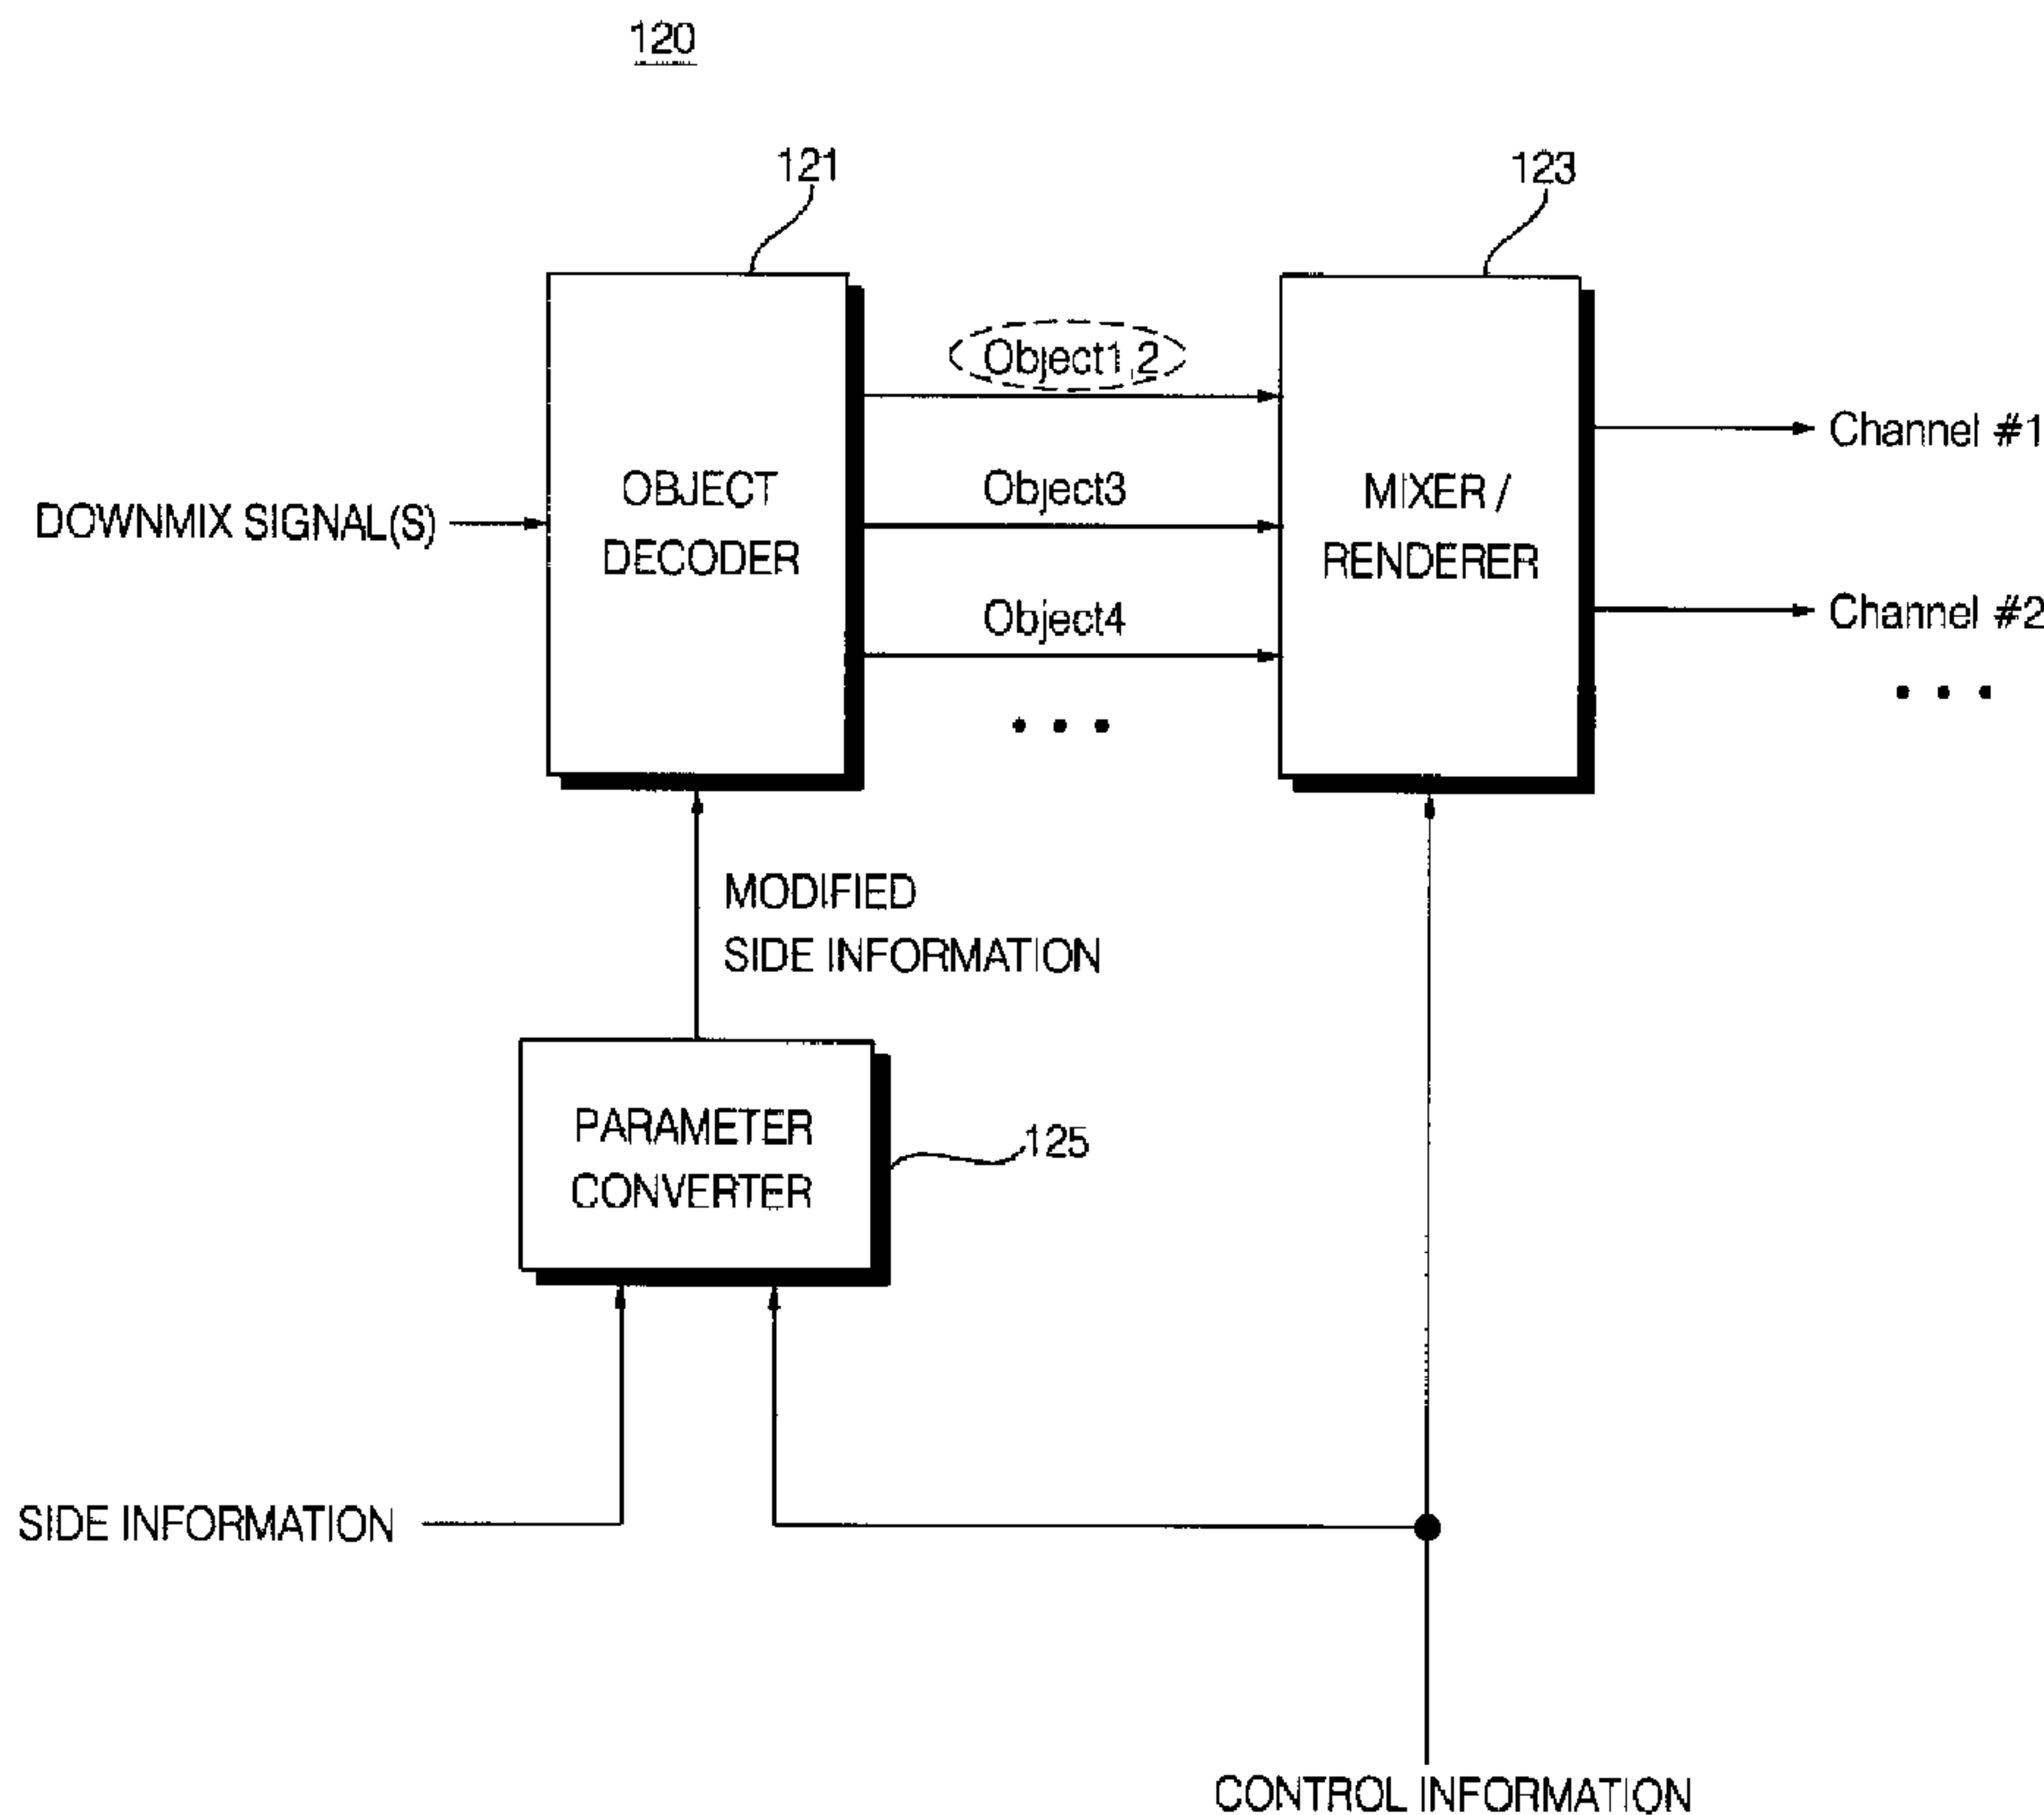 120
121
123
Object1,2
Channel #1
OBJECT
DECODER
Object3
MIXER /
RENDERER
DOWNMIX SIGNAL(S)
Object4
Channel #2
• • •
• • •
MODIFIED
SIDE INFORMATION
PARAMETER
CONVERTER
125
SIDE INFORMATION
CONTROL INFORMATION